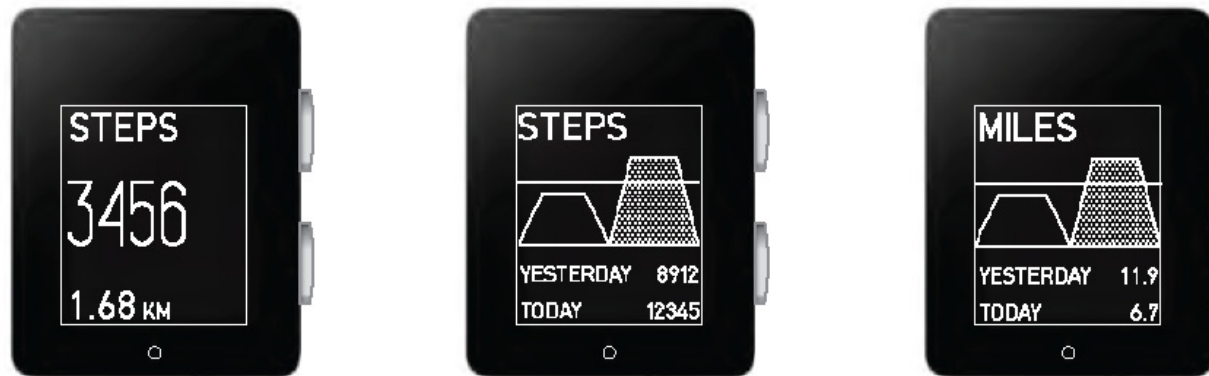 STEPS
3456
1.68 KM
STEPS
YESTERDAY 8912
TODAY 12345
MILES
YESTERDAY 11.9
TODAY 6.7